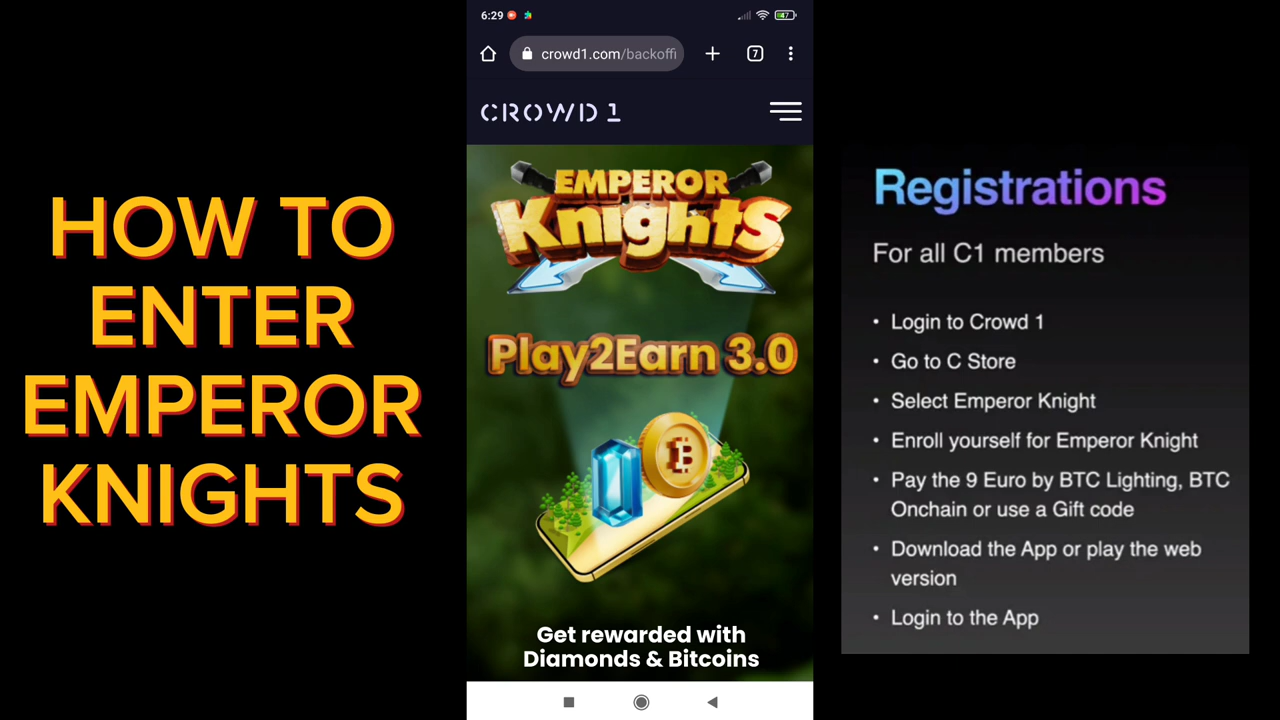 HOW TO
ENTER
EMPEROR
KNIGHTS
6:29
47
crowd1.com/backoffi
7
CROWD 1
EMPEROR
KnightS
Play2Earn 3.0
Get rewarded with
Diamonds & Bitcoins
Registrations
For all C1 members
• Login to Crowd 1
• Go to C Store
• Select Emperor Knight
• Enroll yourself for Emperor Knight
• Pay the 9 Euro by BTC Lighting, BTC
Onchain or use a Gift code
• Download the App or play the web
version
• Login to the App